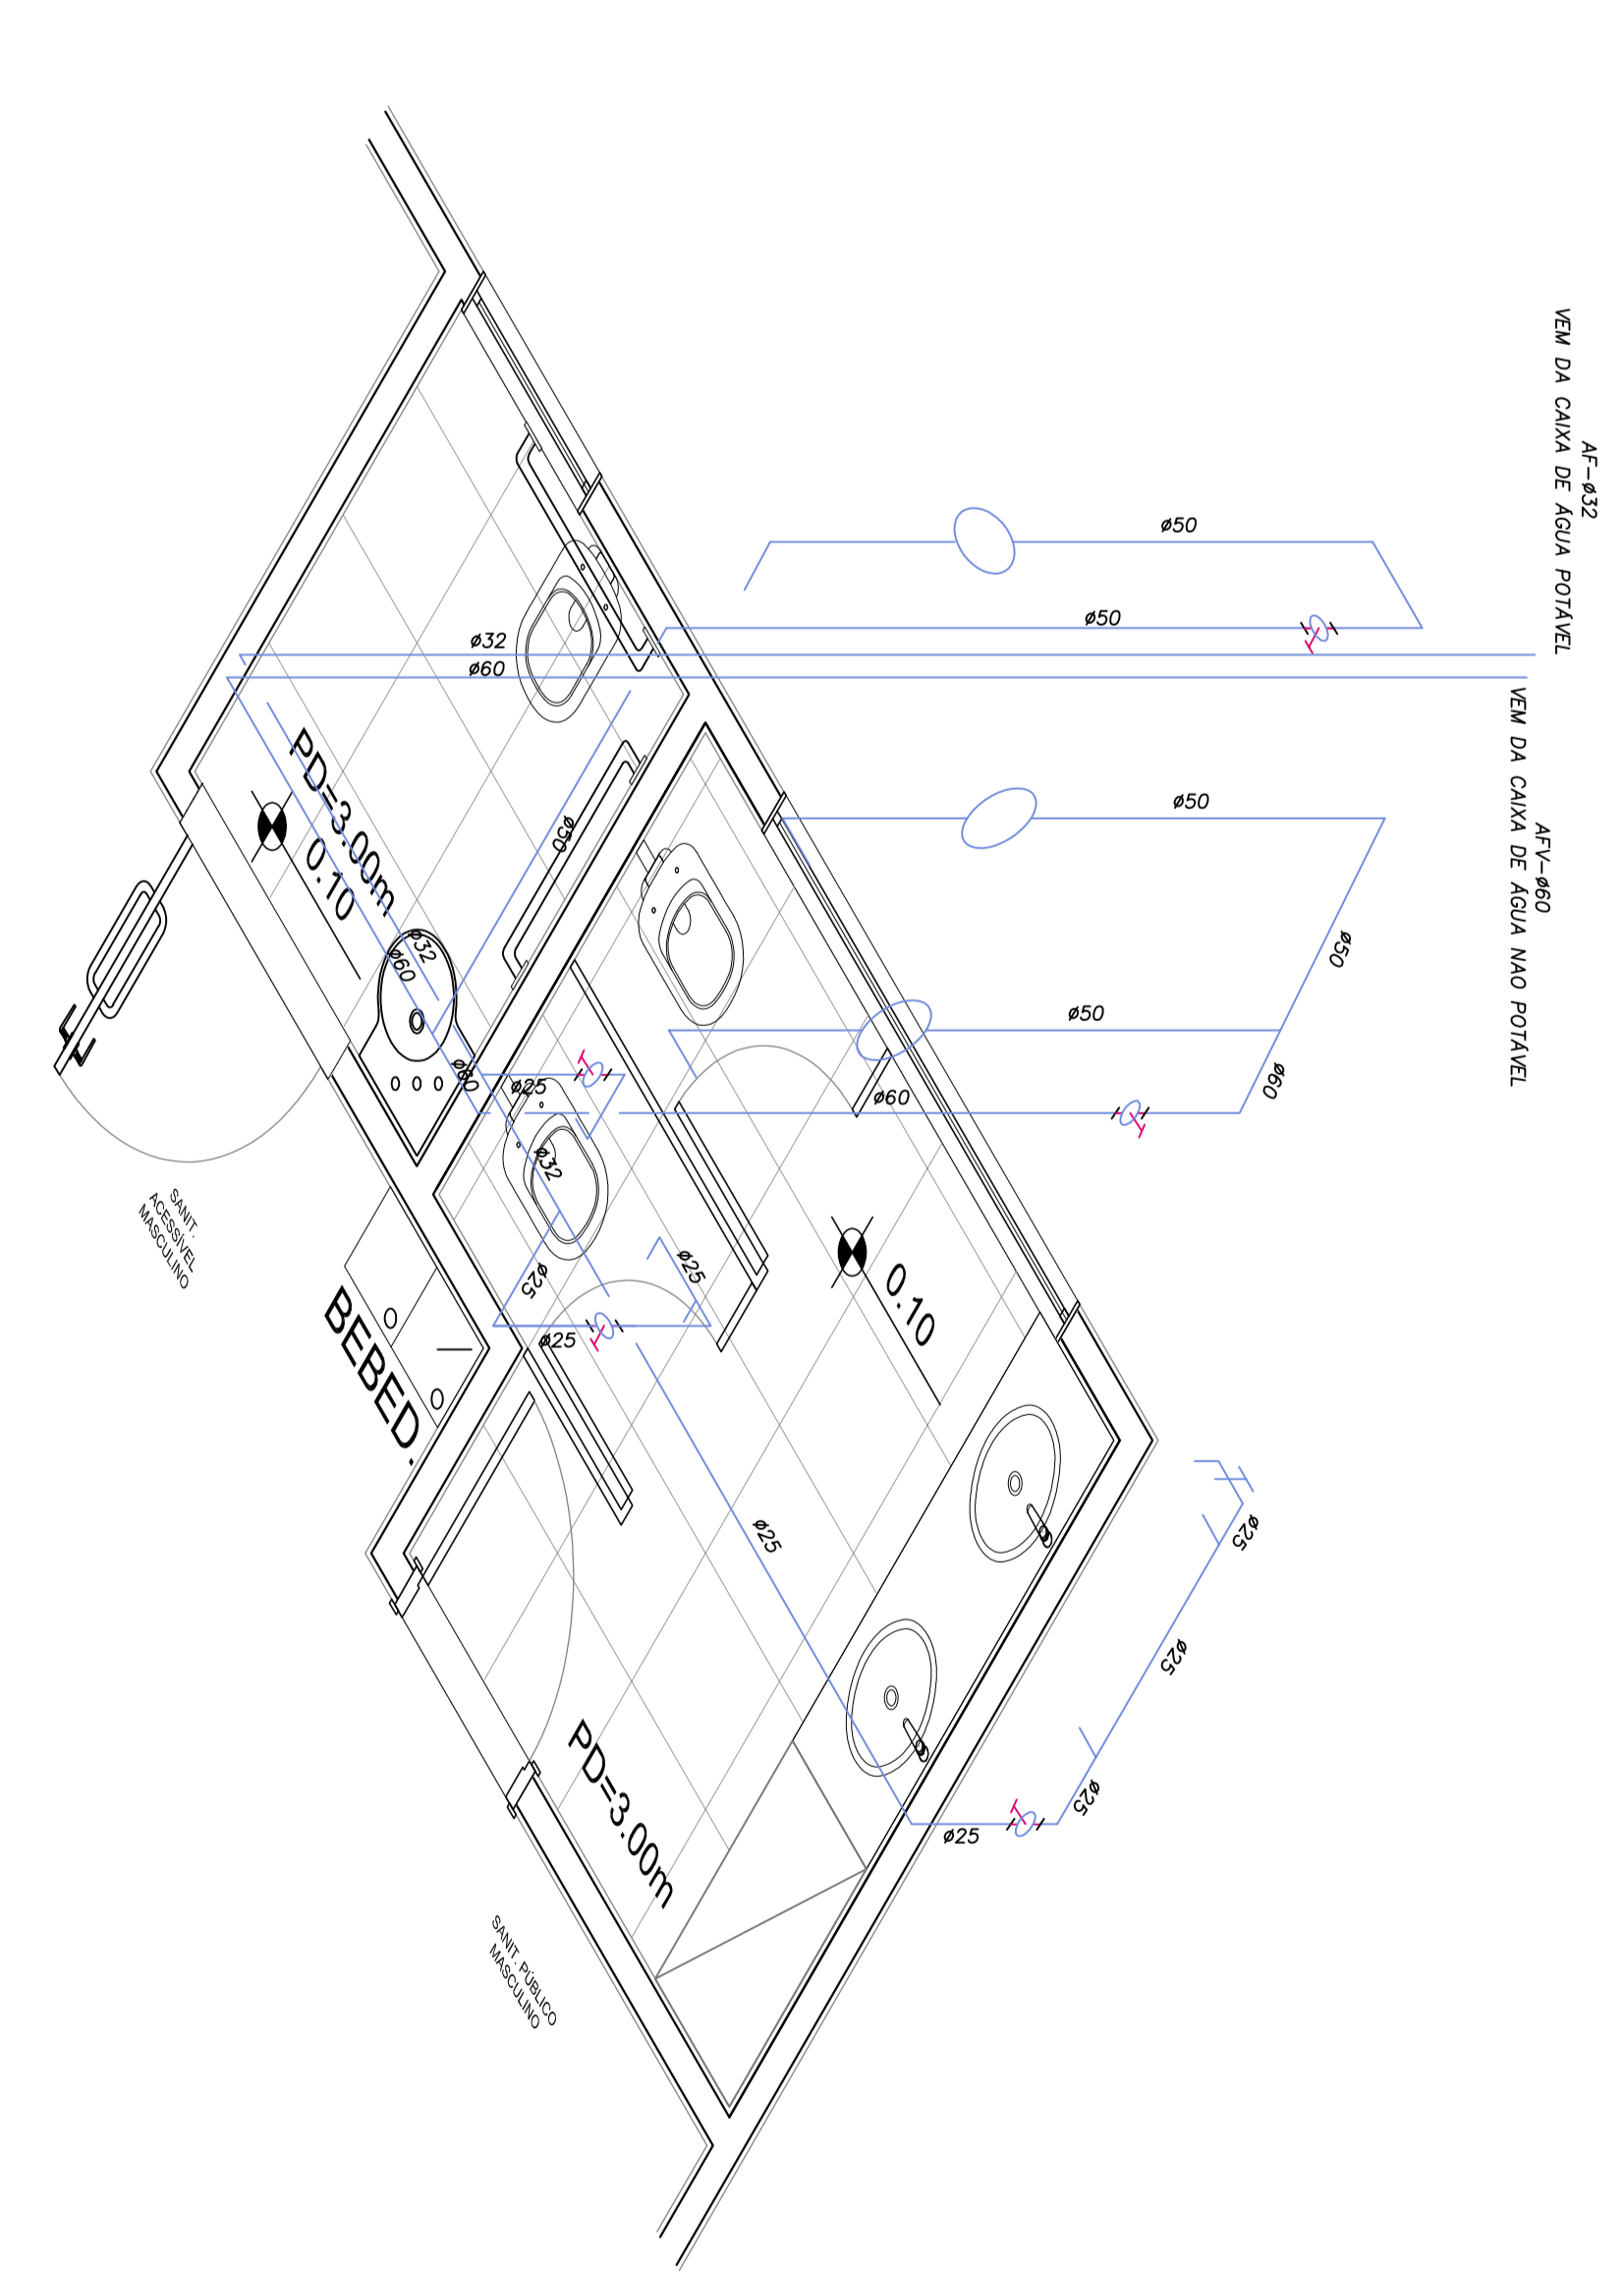 AF-ø32
VEM DA CAIXA DE ÁGUA POTÁVEL
AFV-ø60
VEM DA CAIXA DE ÁGUA NAO POTÁVEL
ø50
ø50
ø32
ø60
ø50
ø50
ø50
ø60
ø60
ø50
PD=3.00m
0.10
ø32
ø60
ø60
ø25
ø32
ø25
ø25
ø25
0.10
SANIT.
ACESSÍVEL
MASCULINO
BEBED.
ø25
ø25
ø25
ø25
ø25
PD=3.00m
SANIT. PÚBLICO
MASCULINO